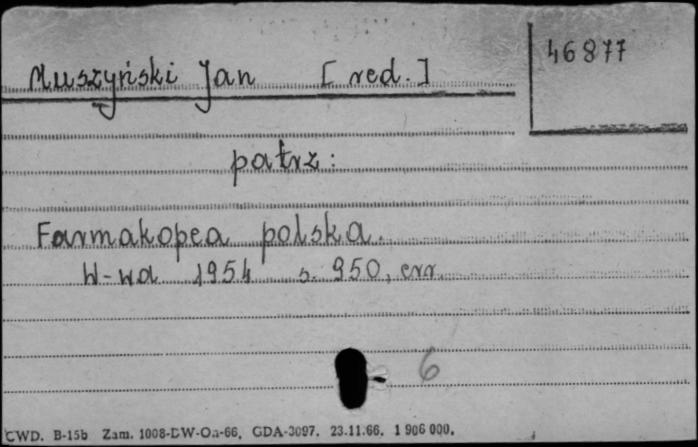 46877
Muszyński Jan [red.]
patrz:
Farmakopea polska.
W-wa 1954 s. 950, err.
6
CWD. B-15b Zam. 1008-DW-Oa-66, GDA-3097. 23.11.66. 1 906 000.